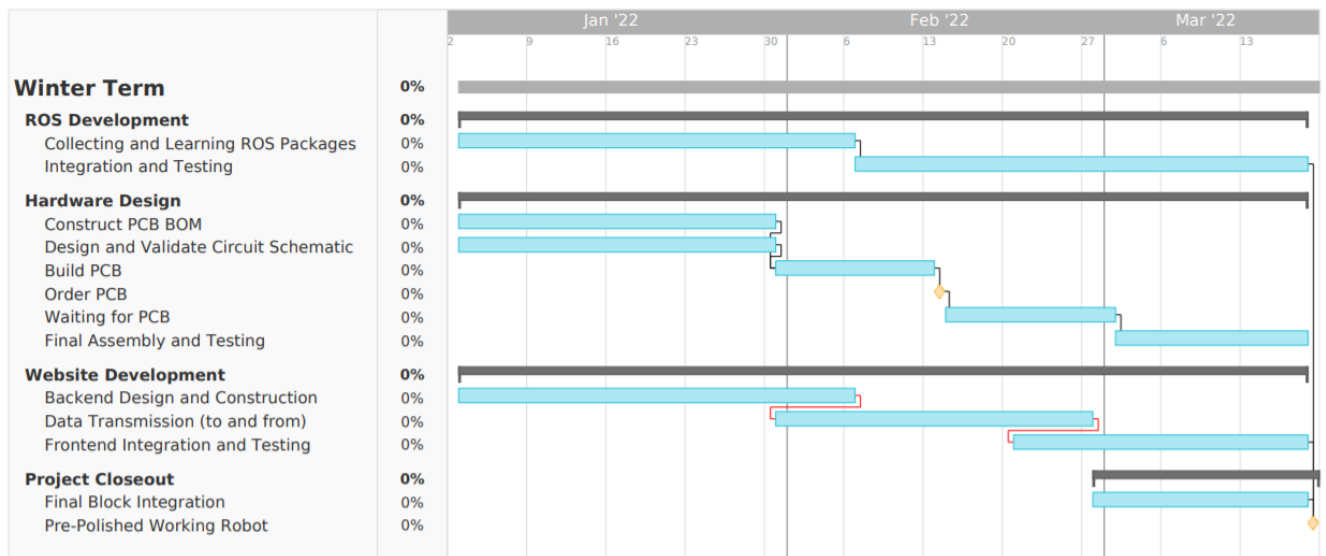 Jan '22 Feb '22 Mar '22
2 9 16 23 30 6 13 20 27 6 13
Winter Term 0%
ROS Development 0%
Collecting and Learning ROS Packages 0%
Integration and Testing 0%
Hardware Design 0%
Construct PCB BOM 0%
Design and Validate Circuit Schematic 0%
Build PCB 0%
Order PCB 0%
Waiting for PCB 0%
Final Assembly and Testing 0%
Website Development 0%
Backend Design and Construction 0%
Data Transmission (to and from) 0%
Frontend Integration and Testing 0%
Project Closeout 0%
Final Block Integration 0%
Pre-Polished Working Robot 0%